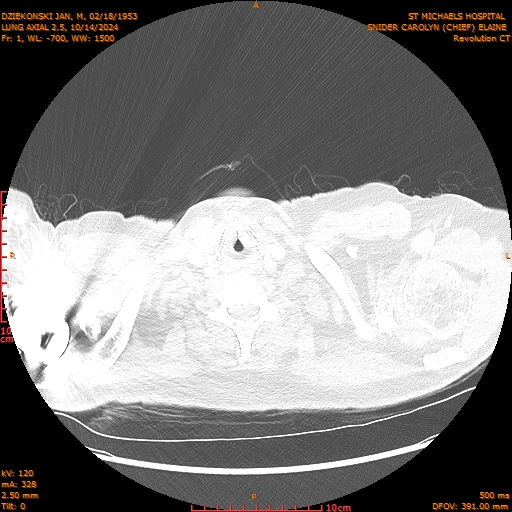 A
DZIEKONSKI JAN, M, 02/18/1953
LUNG AXIAL 2.5, 10/14/2024
Fr: 1, WL: -700, WW: 1500
ST MICHAELS HOSPITAL
SNIDER CAROLYN (CHIEF) ELAINE
Revolution CT
R
L
10
cm
kV: 120
mA: 328
2.50 mm
Tilt: 0
P
10cm
500 ms
DFOV: 391.00 mm